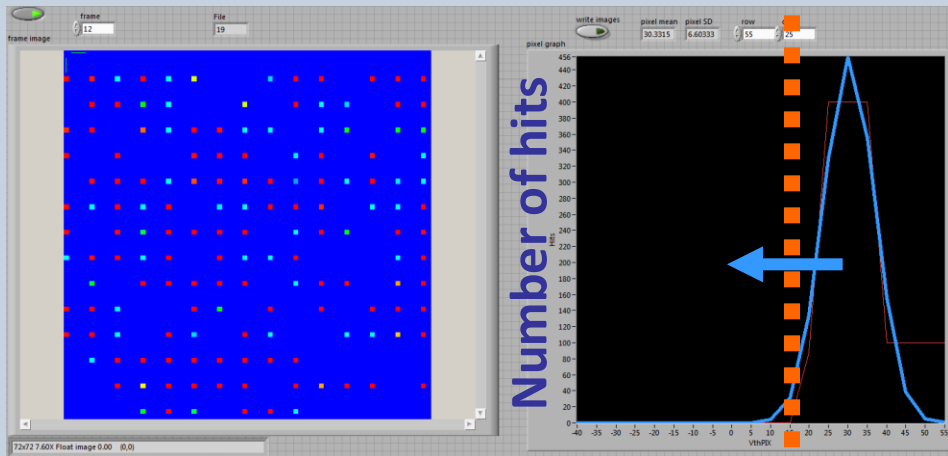 frame
12
File
19
frame image
72x72 7.60X Float image 0.00 (0,0)
write images
pixel mean
30.3315
pixel SD
6.60333
row
55
25
pixel graph
Number of hits
Hits
456
440
420
400
380
360
340
320
300
280
260
240
220
200
180
160
140
120
100
80
60
40
20
0
-40 -35 -30 -25 -20 -15 -10 -5 0 5 10 15 20 25 30 35 40 45 50 55
VthPIX